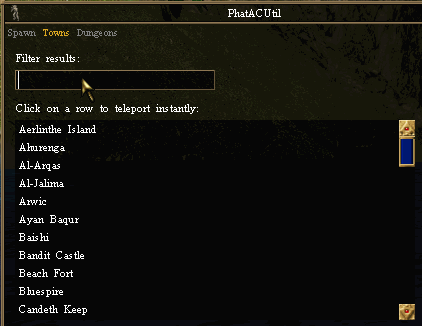 PhatACUtil
Spawn Towns Dungeons
Filter results:
Click on a row to teleport instantly:
Aerlinthe Island
Ahurenga
Al-Arqas
Al-Jalima
Arwic
Ayan Baqur
Baishi
Bandit Castle
Beach Fort
Bluespire
Candeth Keep